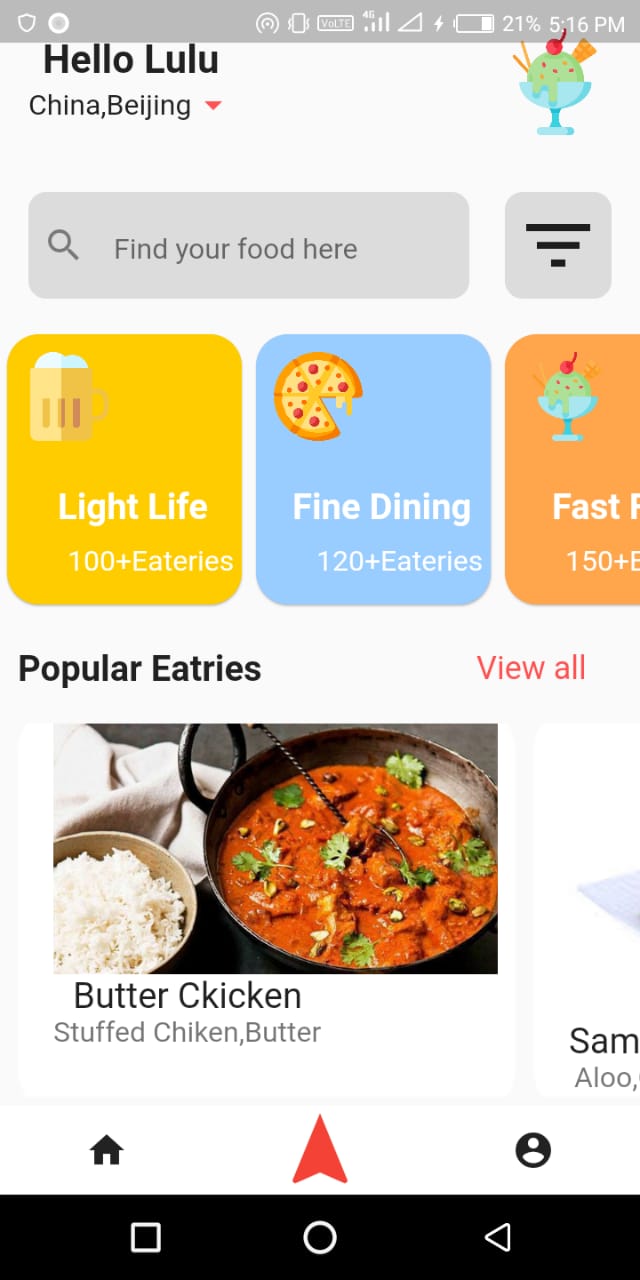 VoLTE 4G 21% 5:16 PM
Hello Lulu
China,Beijing
Find your food here
Light Life
100+Eateries
Fine Dining
120+Eateries
Fast F
150+E
Popular Eatries
View all
Butter Ckicken
Stuffed Chiken,Butter
Sam
Aloo,